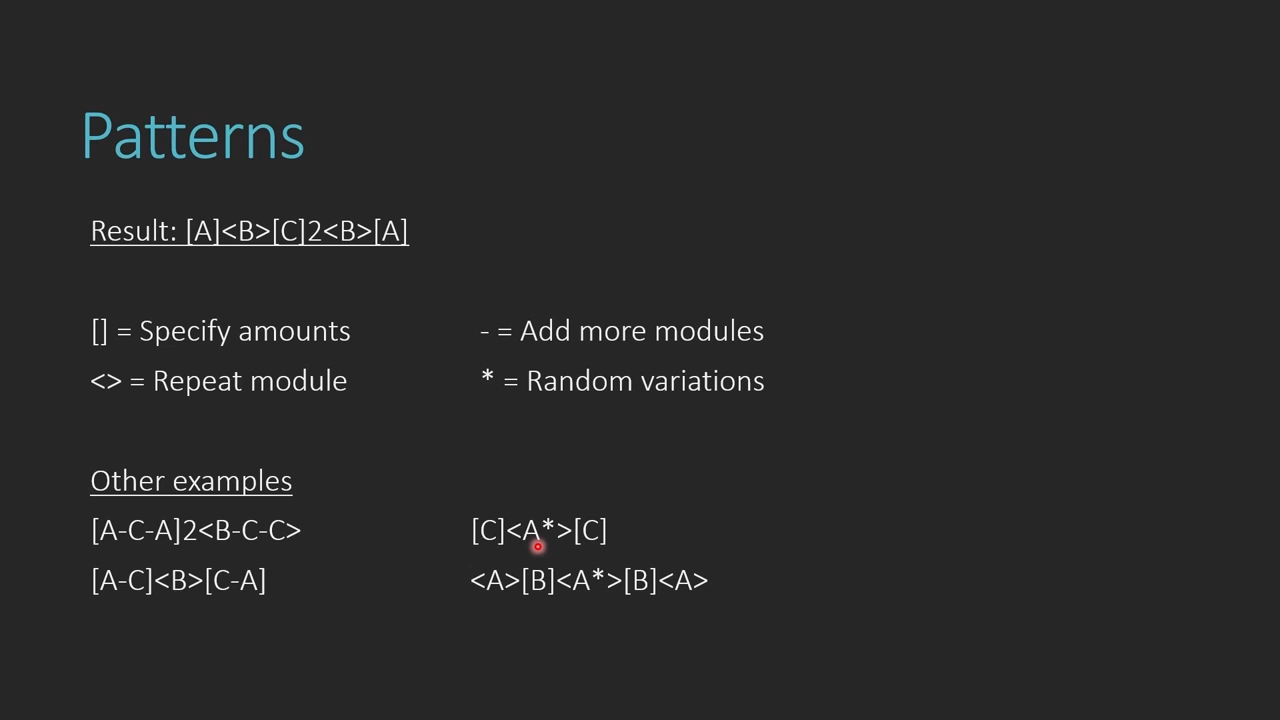 Patterns
Result: [A]<B>[C]2<B>[A]
[] = Specify amounts
- = Add more modules
<> = Repeat module
* = Random variations
Other examples
[A-C-A]2<B-C-C>
[C]<A*>[C]
[A-C]<B>[C-A]
<A>[B]<A*>[B]<A>